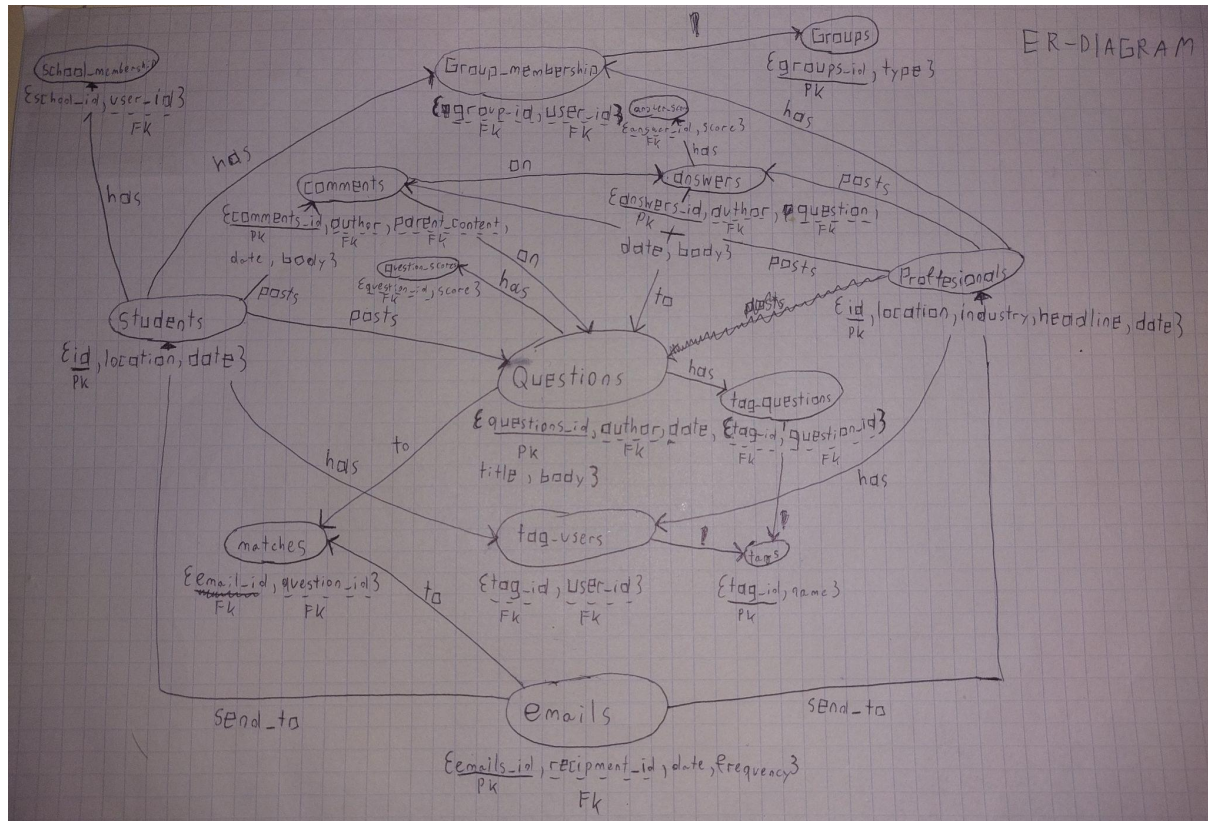 ER-DIAGRAM
Groups
{groups_id, type}
PK
school_membership
{school_id, user_id}
FK
Group_membership
{group_id, user_id}
FK FK
has
has
has
answer_score
{answer_id, score}
FK
has
on
comments
answers
posts
{comments_id, author, parent_content,
PK FK FK
date, body}
{answers_id, author, question,
PK FK FK
date, body}
posts
on
to
question_score
{question_id, score}
FK
has
posts
posts
posts
Proffesionals
{id, location, industry, headline, date}
PK
students
{id, location, date}
PK
Questions
{questions_id, author, date,
PK FK
title, body}
has
tag_questions
{tag_id, question_id}
FK FK
to
has
has
matches
{email_id, question_id}
FK FK
tag_users
{tag_id, user_id}
FK FK
tags
{tag_id, name}
PK
to
send_to
send_to
emails
{emails_id, recipment_id, date, frequency}
PK FK